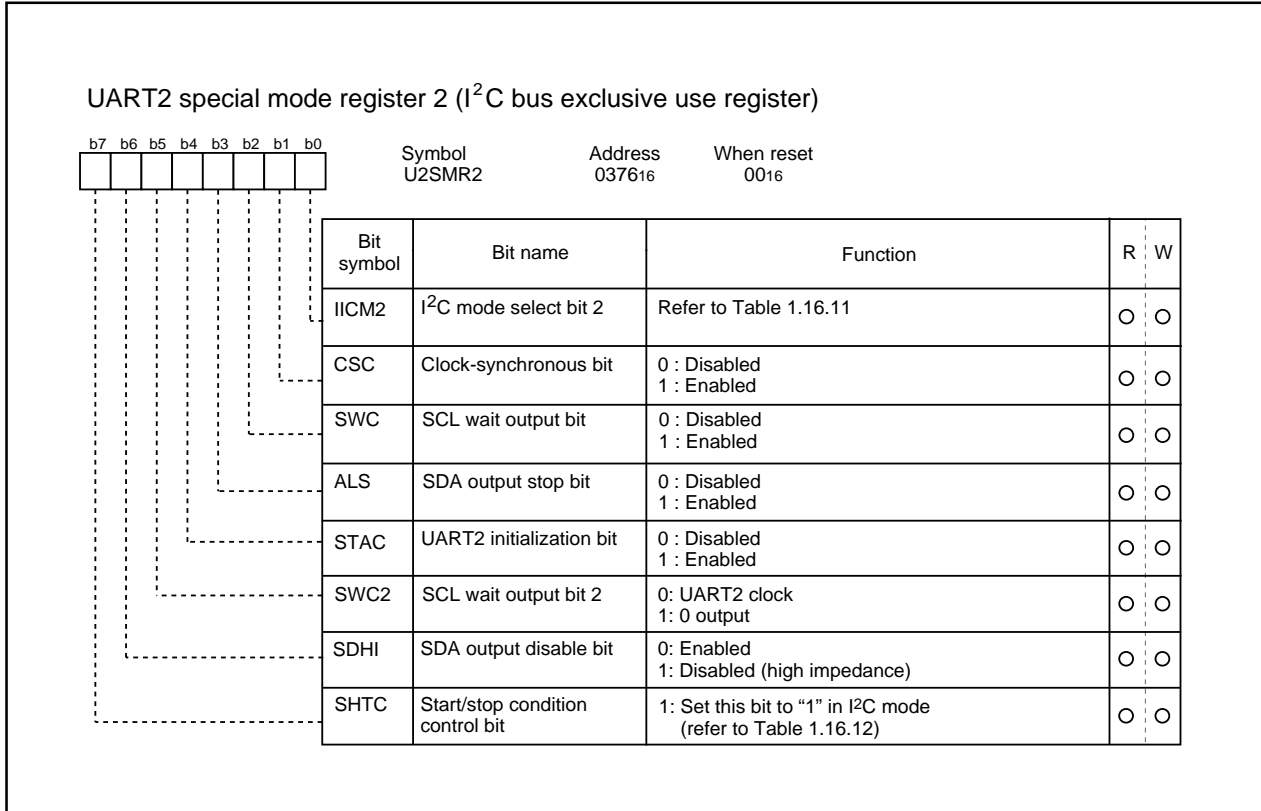 UART2 special mode register 2 (I2C bus exclusive use register)
b7 b6 b5 b4 b3 b2 b1 b0
Symbol Address When reset
U2SMR2 037616 0016
Bit symbol Bit name Function R W
IICM2 I2C mode select bit 2 Refer to Table 1.16.11 O O
CSC Clock-synchronous bit 0 : Disabled
1 : Enabled O O
SWC SCL wait output bit 0 : Disabled
1 : Enabled O O
ALS SDA output stop bit 0 : Disabled
1 : Enabled O O
STAC UART2 initialization bit 0 : Disabled
1 : Enabled O O
SWC2 SCL wait output bit 2 0: UART2 clock
1: 0 output O O
SDHI SDA output disable bit 0: Enabled
1: Disabled (high impedance) O O
SHTC Start/stop condition control bit 1: Set this bit to “1” in I2C mode
(refer to Table 1.16.12) O O